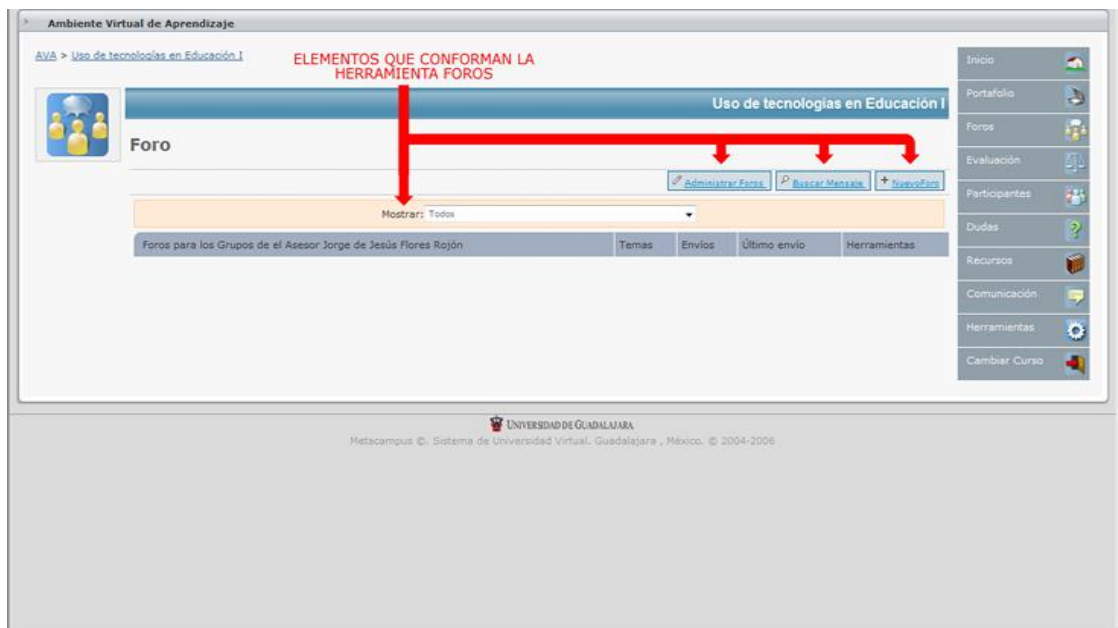 Ambiente Virtual de Aprendizaje
AVA > Uso de tecnologías en Educación I
ELEMENTOS QUE CONFORMAN LA
HERRAMIENTA FOROS
Uso de tecnologías en Educación I
Foro
Administrar Foros
Buscar Mensaje
+ NuevoForo
Mostrar: Todos
Foros para los Grupos de el Asesor Jorge de Jesús Flores Rojón
Temas
Envíos
Último envío
Herramientas
Inicio
Portafolio
Foros
Evaluación
Participantes
Dudas
Recursos
Comunicación
Herramientas
Cambiar Curso
UNIVERSIDAD DE GUADALAJARA
Metacampus ©. Sistema de Universidad Virtual. Guadalajara , México. © 2004-2006